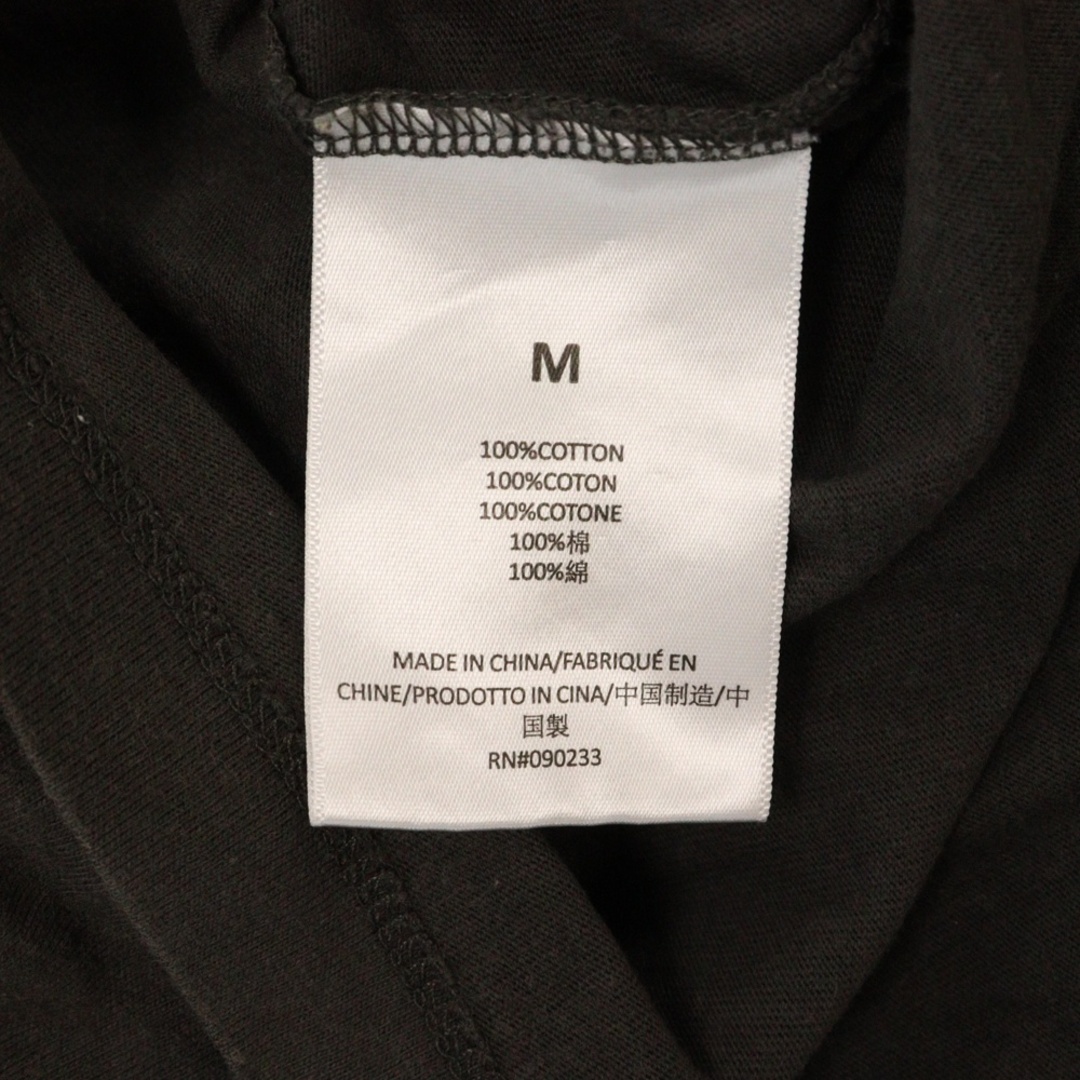 M
100%COTTON
100%COTON
100%COTONE
100%棉
100%綿
MADE IN CHINA/FABRIQUÉ EN
CHINE/PRODOTTO IN CINA/中国制造/中
国製
RN#090233